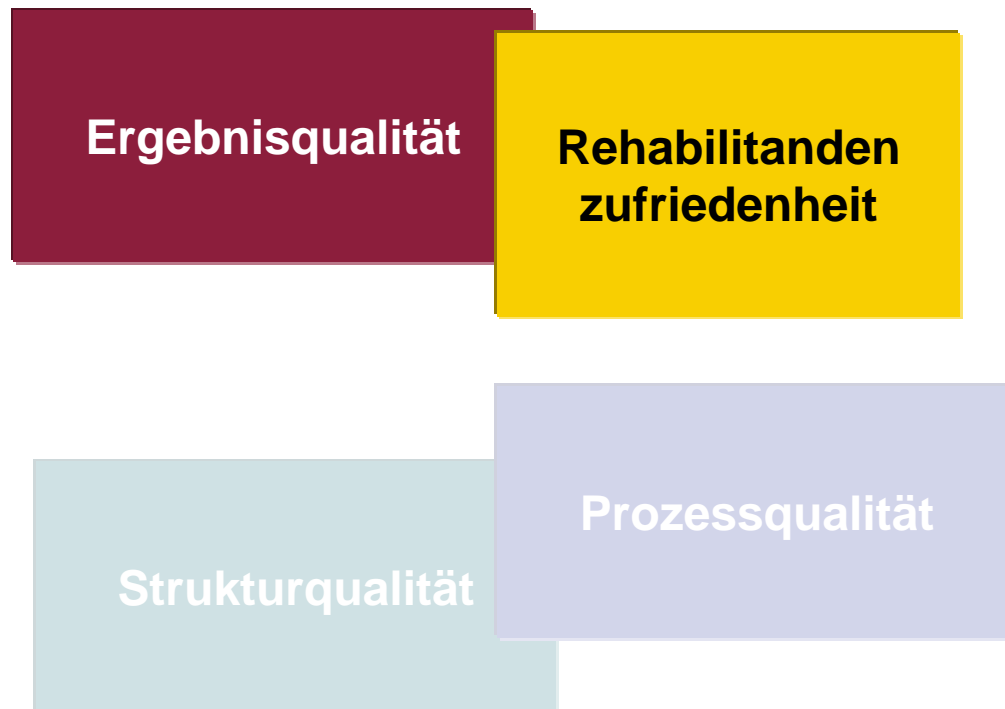 Ergebnisqualität
Rehabilitanden
zufriedenheit
Prozessqualität
Strukturqualität